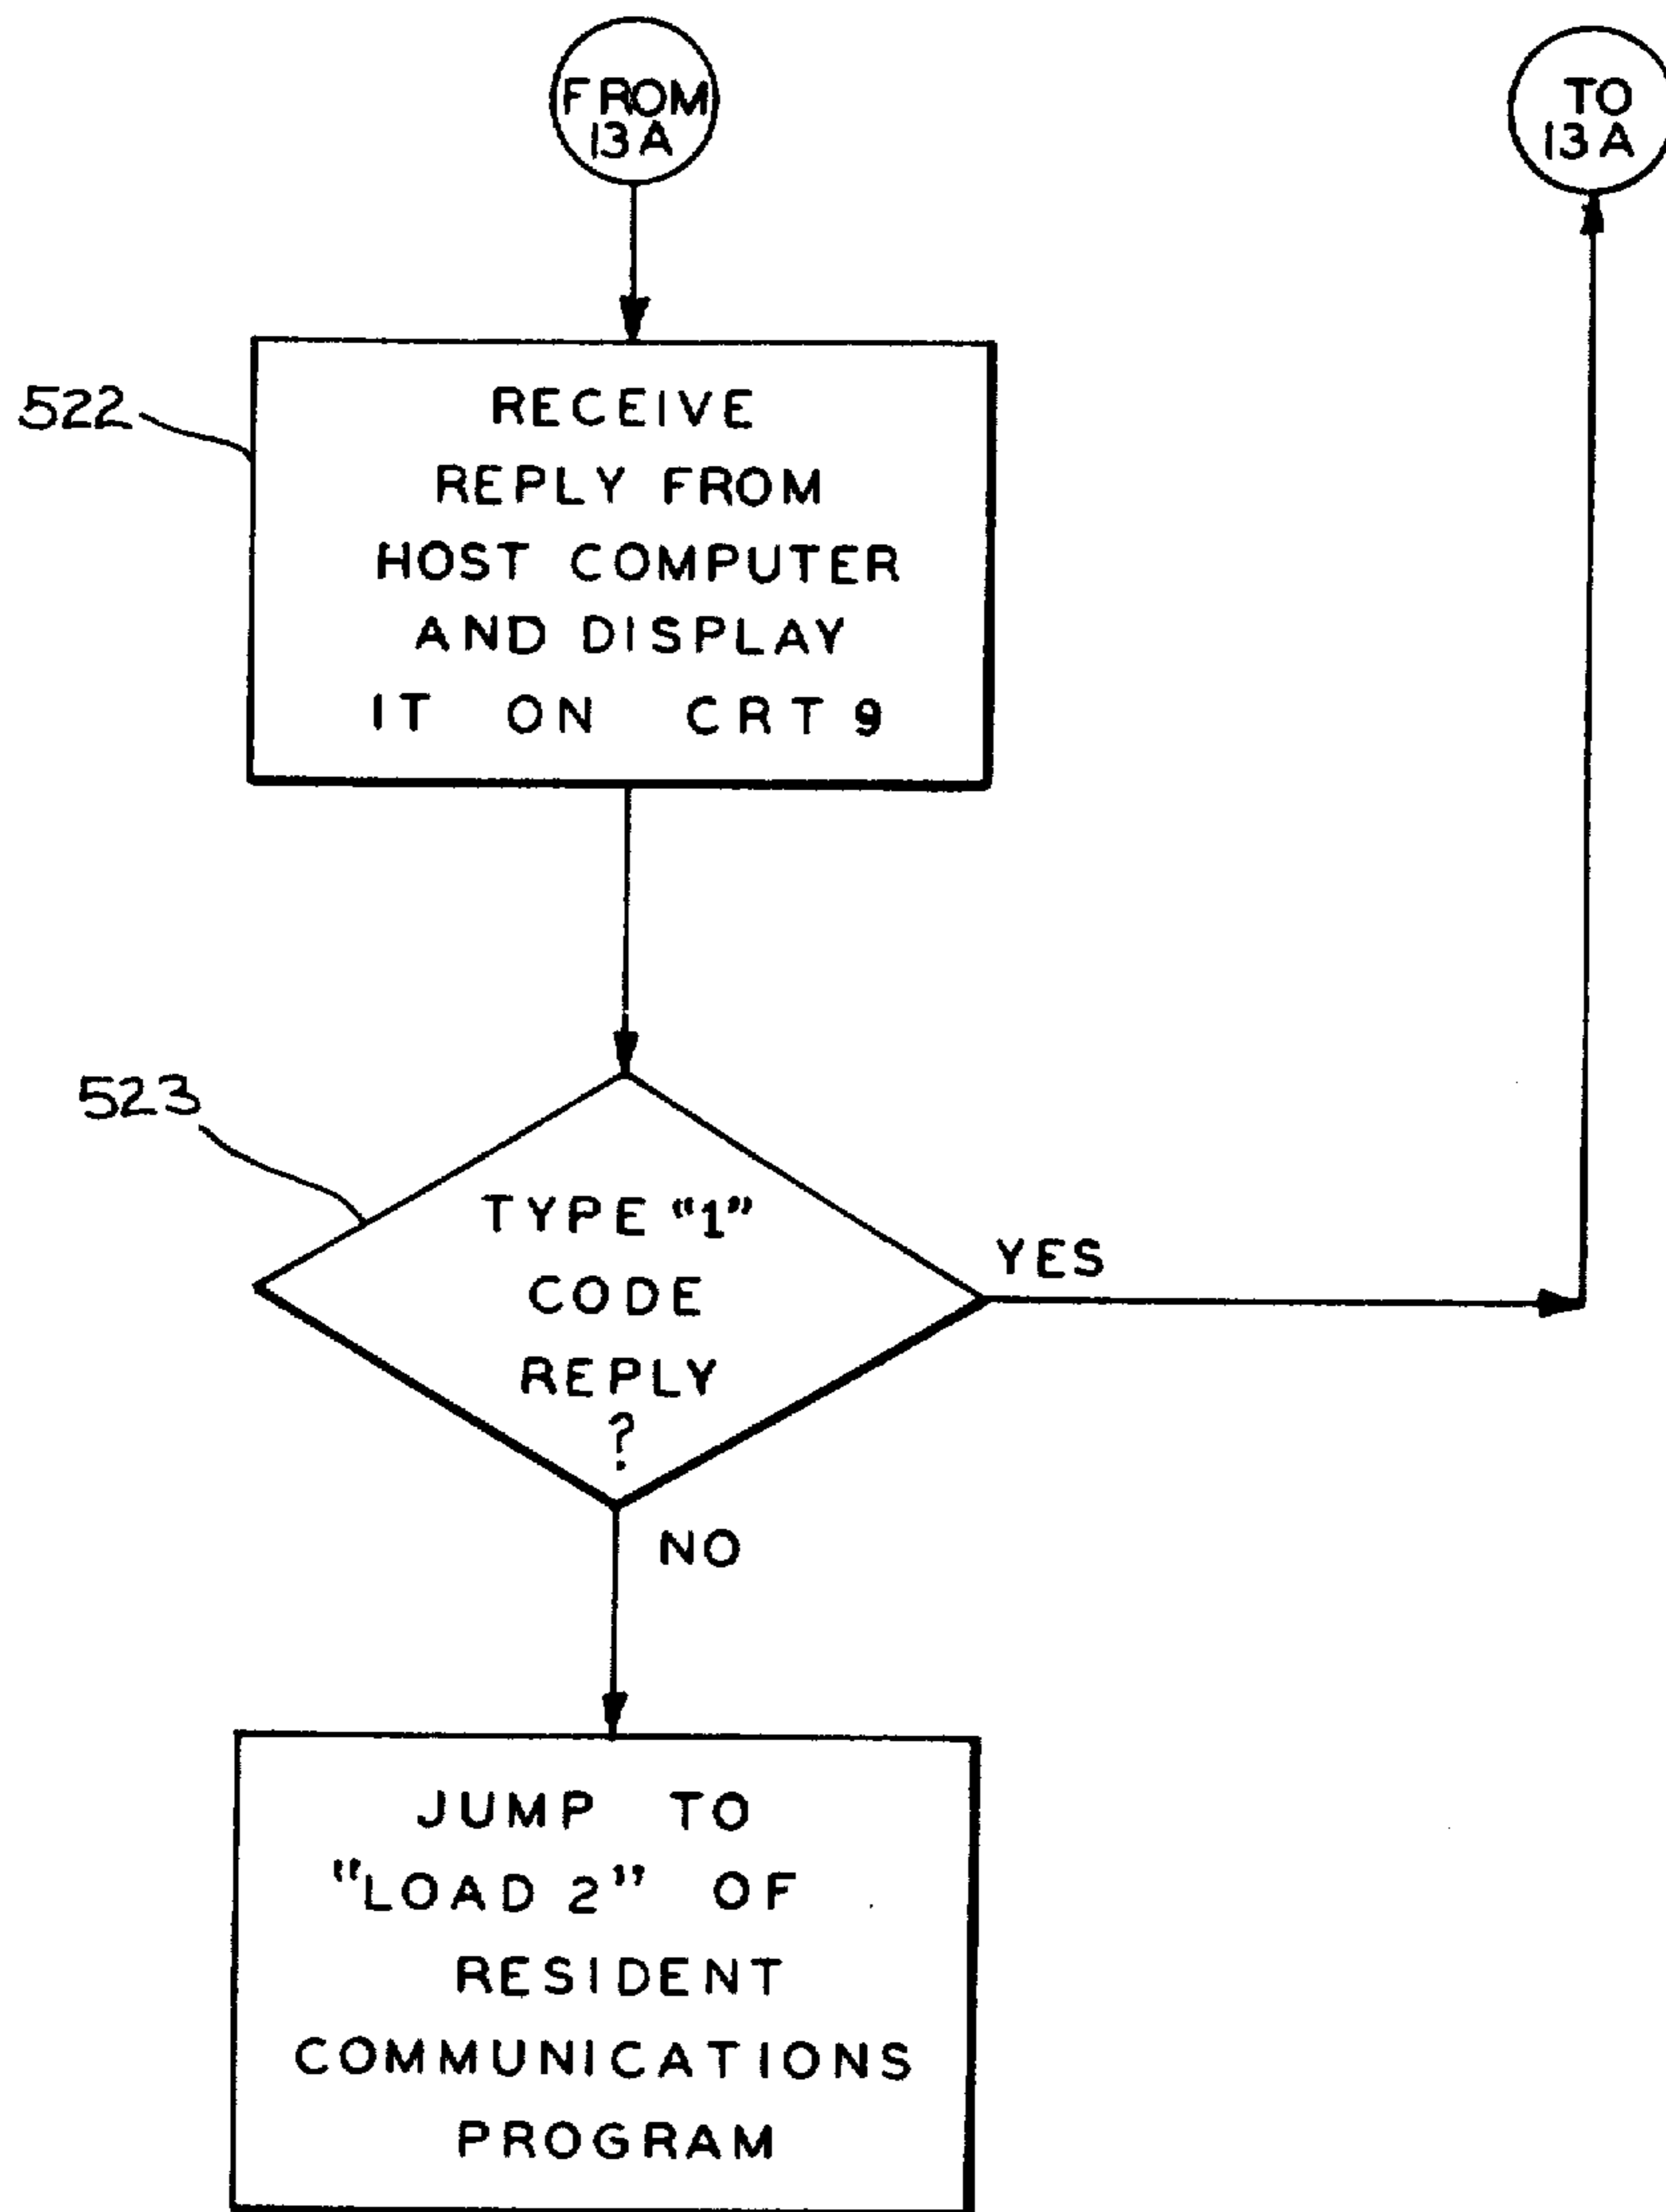 FROM
13A
TO
13A
522
RECEIVE
REPLY FROM
HOST COMPUTER
AND DISPLAY
IT ON CRT 9
523
TYPE "1"
CODE
REPLY
?
YES
NO
JUMP TO
"LOAD 2" OF
RESIDENT
COMMUNICATIONS
PROGRAM